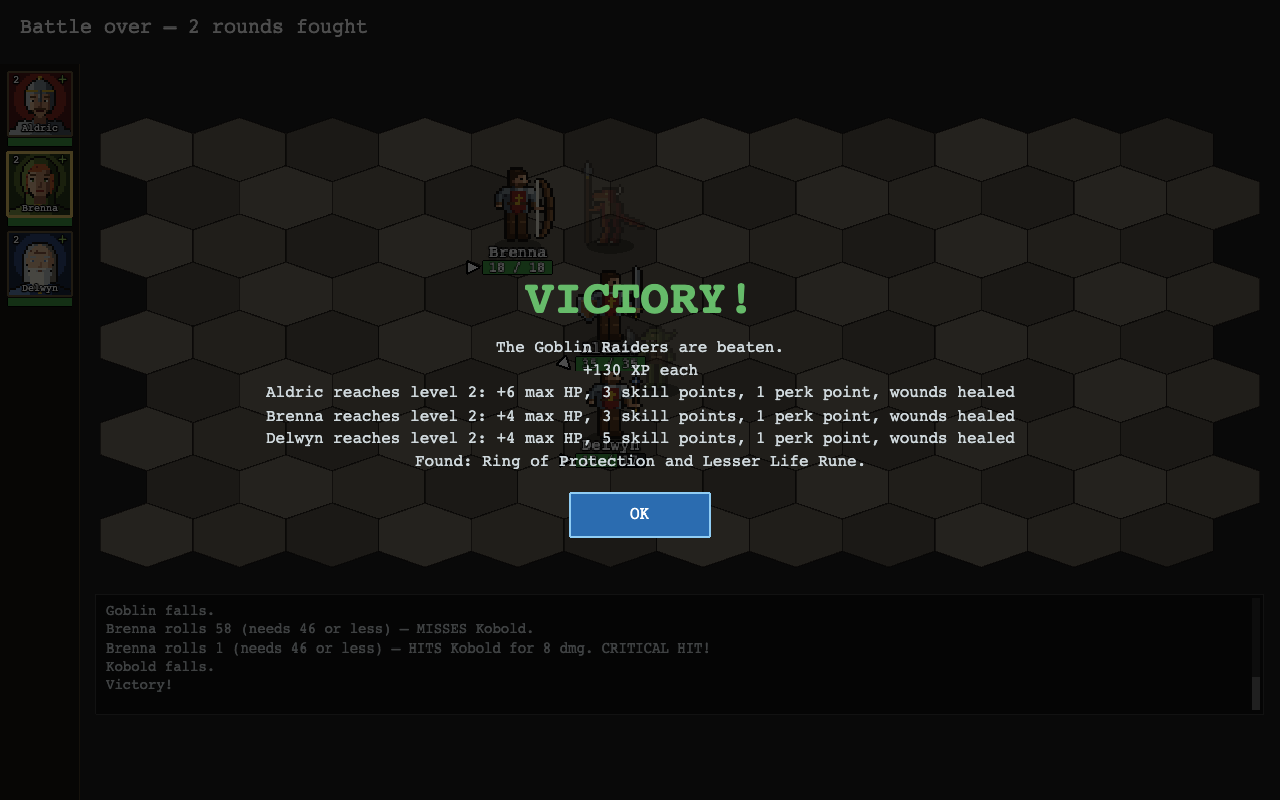 Battle over — 2 rounds fought
2 +
Aldric
2 +
Brenna
2 +
Delwyn
Brenna
18 / 18
VICTORY!
The Goblin Raiders are beaten.
+130 XP each
Aldric reaches level 2: +6 max HP, 3 skill points, 1 perk point, wounds healed
Brenna reaches level 2: +4 max HP, 3 skill points, 1 perk point, wounds healed
Delwyn reaches level 2: +4 max HP, 5 skill points, 1 perk point, wounds healed
Delwyn
Found: Ring of Protection and Lesser Life Rune.
OK
Goblin falls.
Brenna rolls 58 (needs 46 or less) — MISSES Kobold.
Brenna rolls 1 (needs 46 or less) — HITS Kobold for 8 dmg. CRITICAL HIT!
Kobold falls.
Victory!